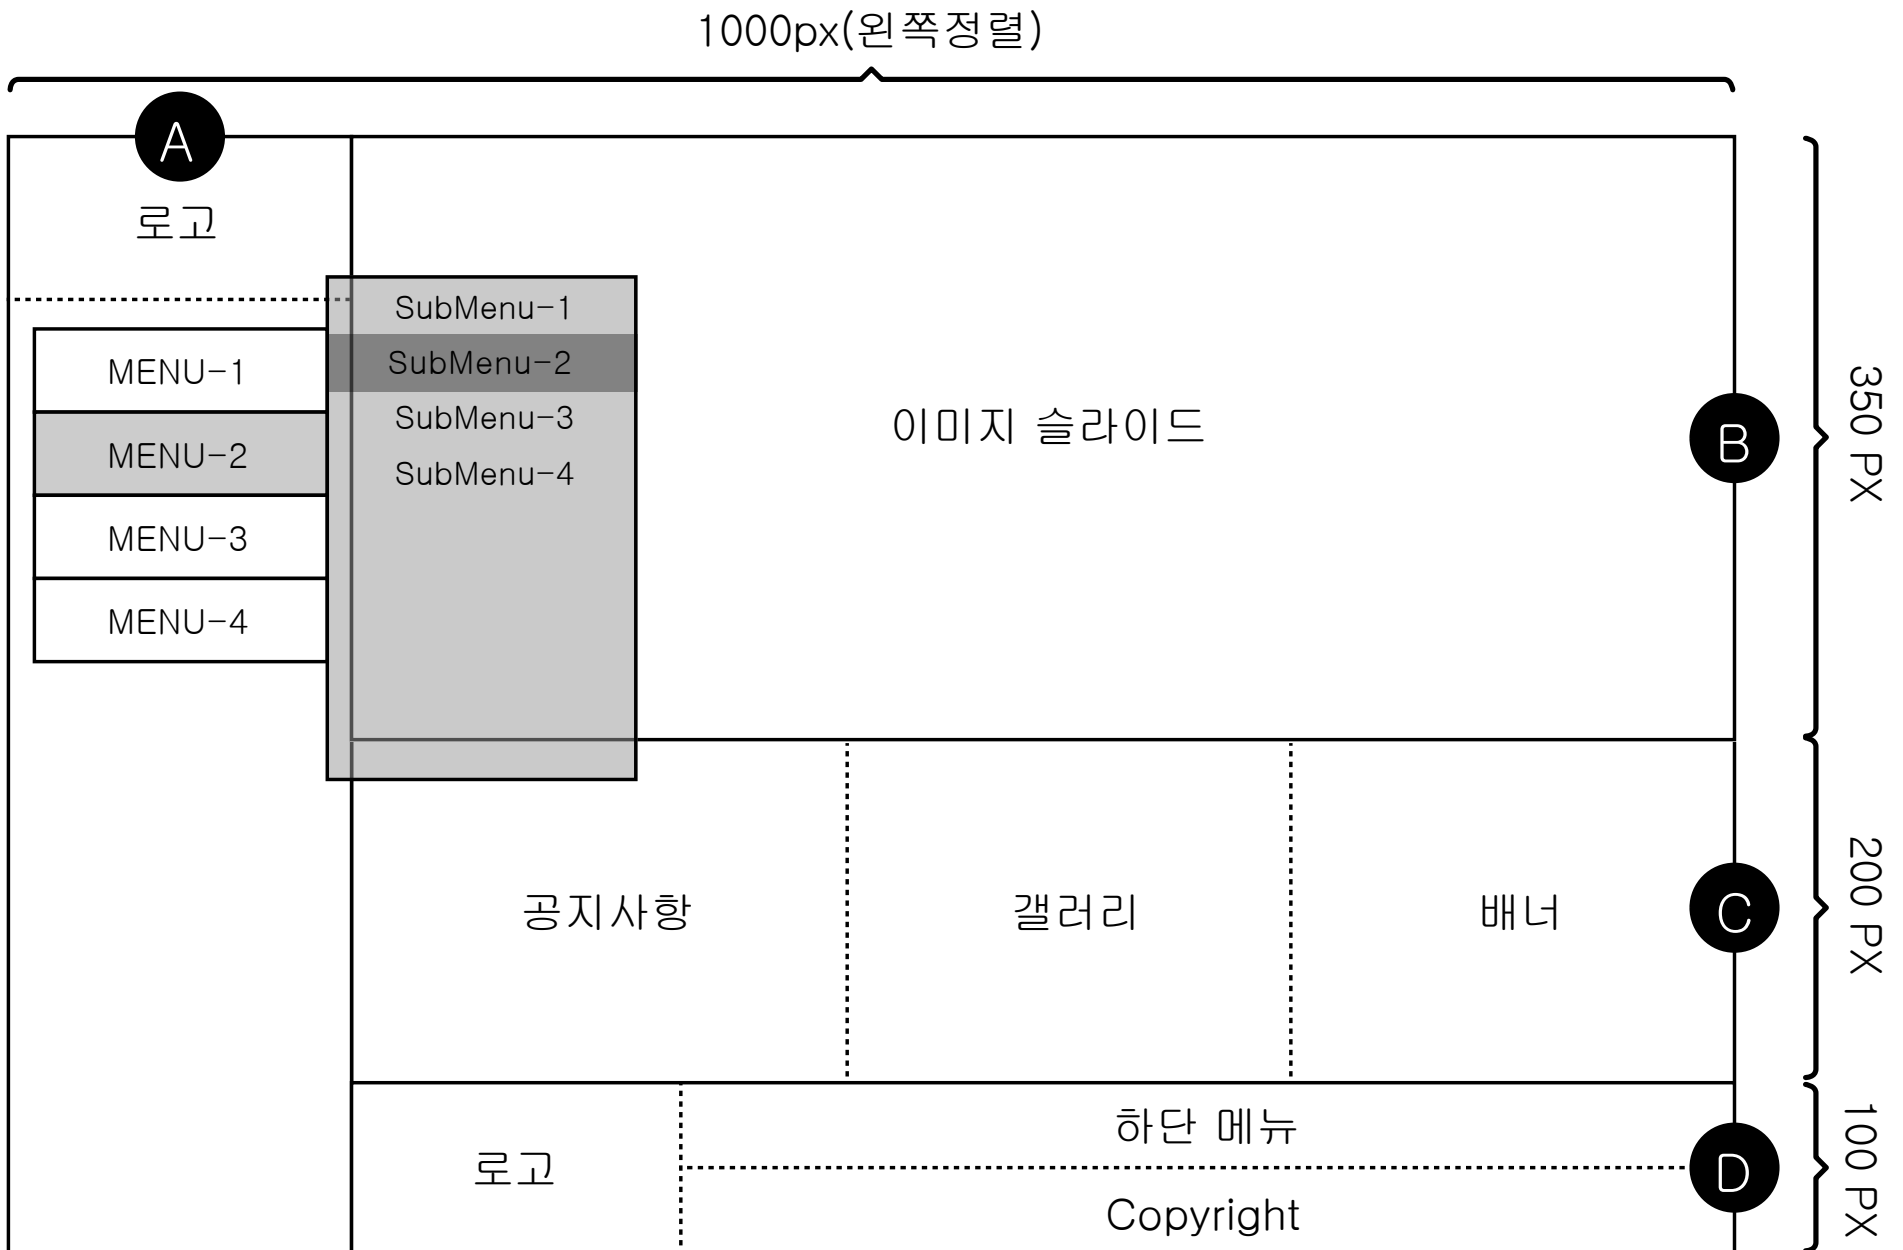 1000px(왼쪽정렬)
A
로고
MENU-1
MENU-2
MENU-3
MENU-4
SubMenu-1
SubMenu-2
SubMenu-3
SubMenu-4
이미지 슬라이드
B
350 PX
공지사항
갤러리
배너
C
200 PX
로고
하단 메뉴
Copyright
D
100 PX